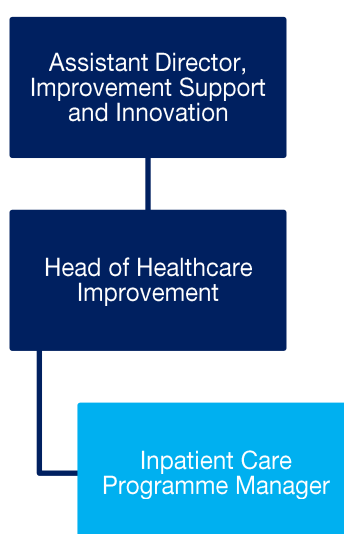 Assistant Director,
Improvement Support
and Innovation
Head of Healthcare
Improvement
Inpatient Care
Programme Manager